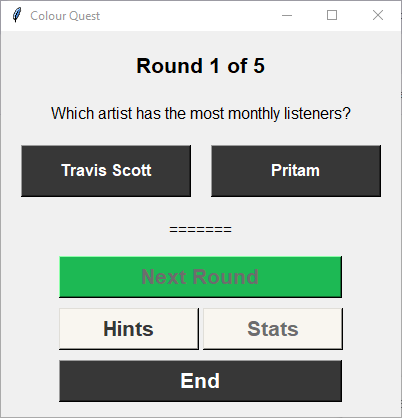 Colour Quest
Round 1 of 5
Which artist has the most monthly listeners?
Travis Scott Pritam
=======
Next Round
Hints Stats
End